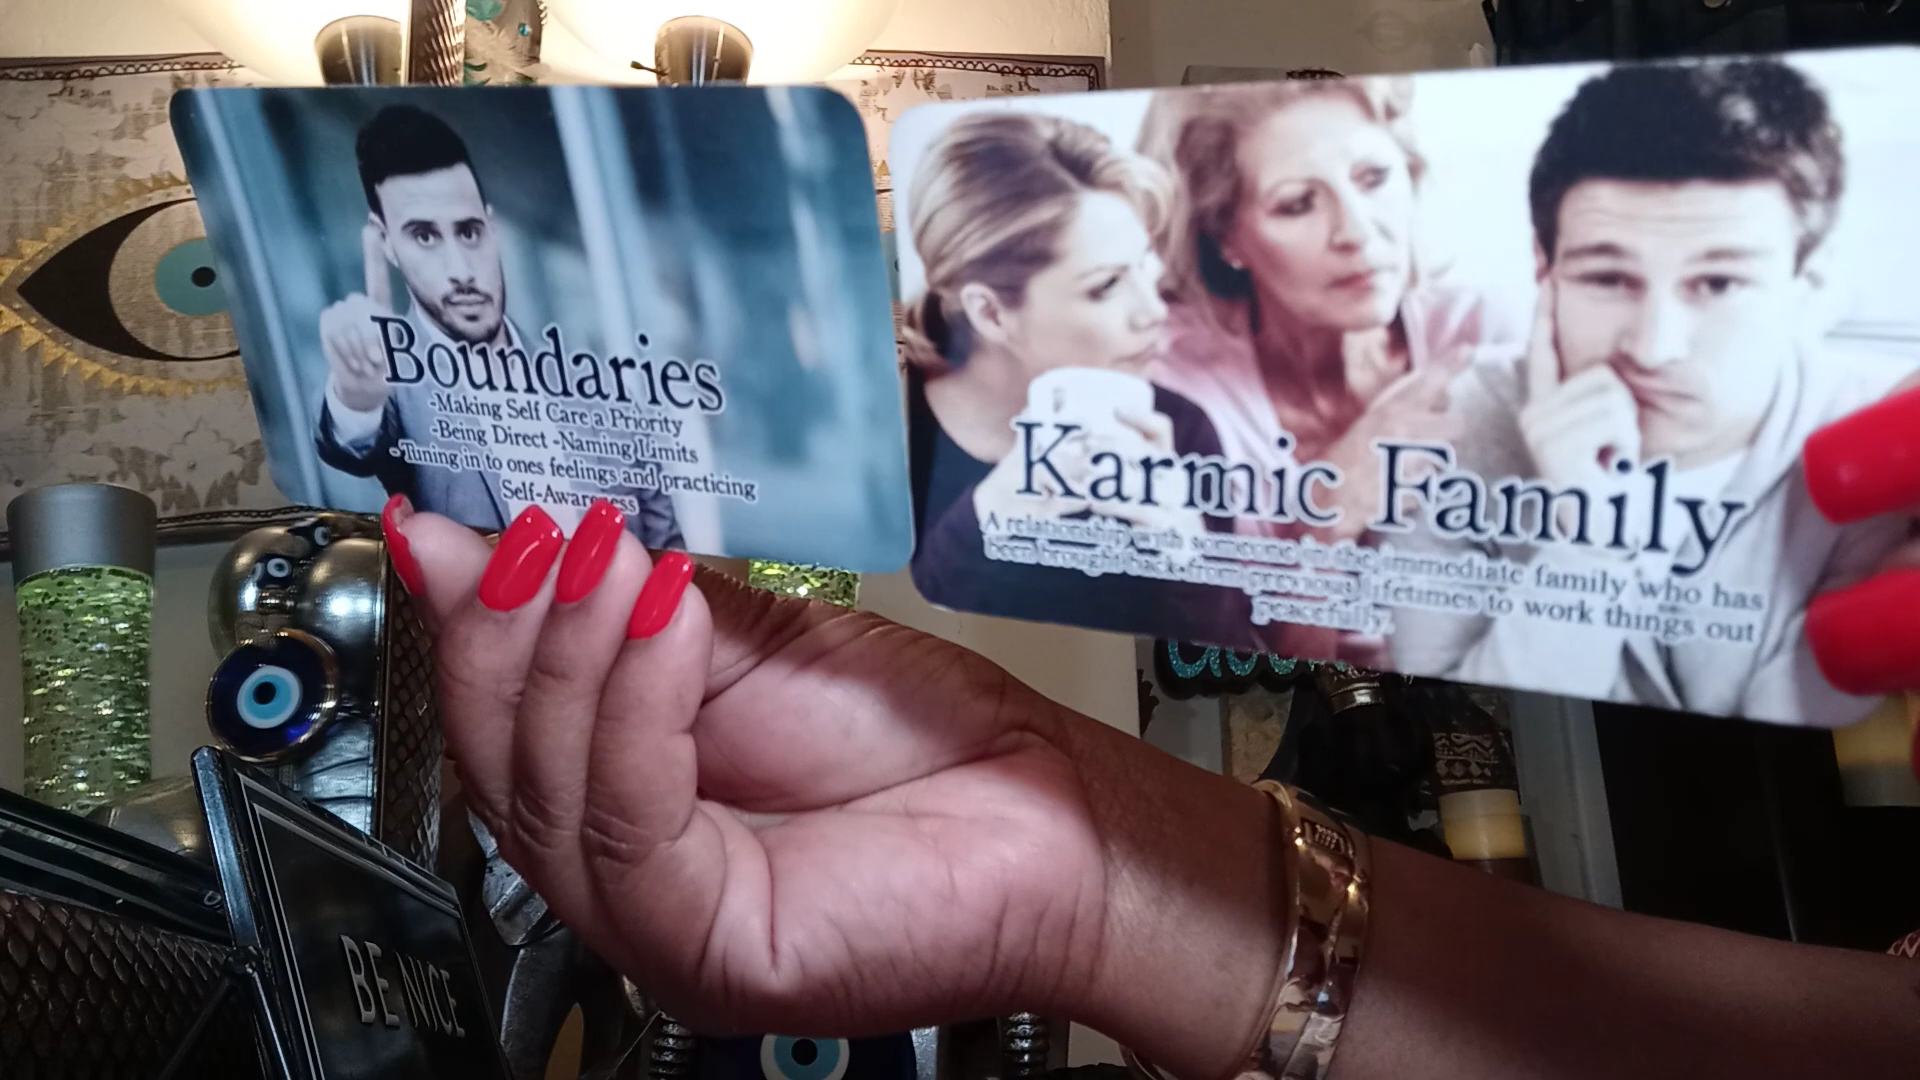 Boundaries
-Making Self Care a Priority
-Being Direct -Naming Limits
-Tuning in to ones feelings and practicing
Self-Awareness
Karmic Family
A relationship with someone in the immediate family who has
been brought back from previous lifetimes to work things out
peacefully.
BE NICE